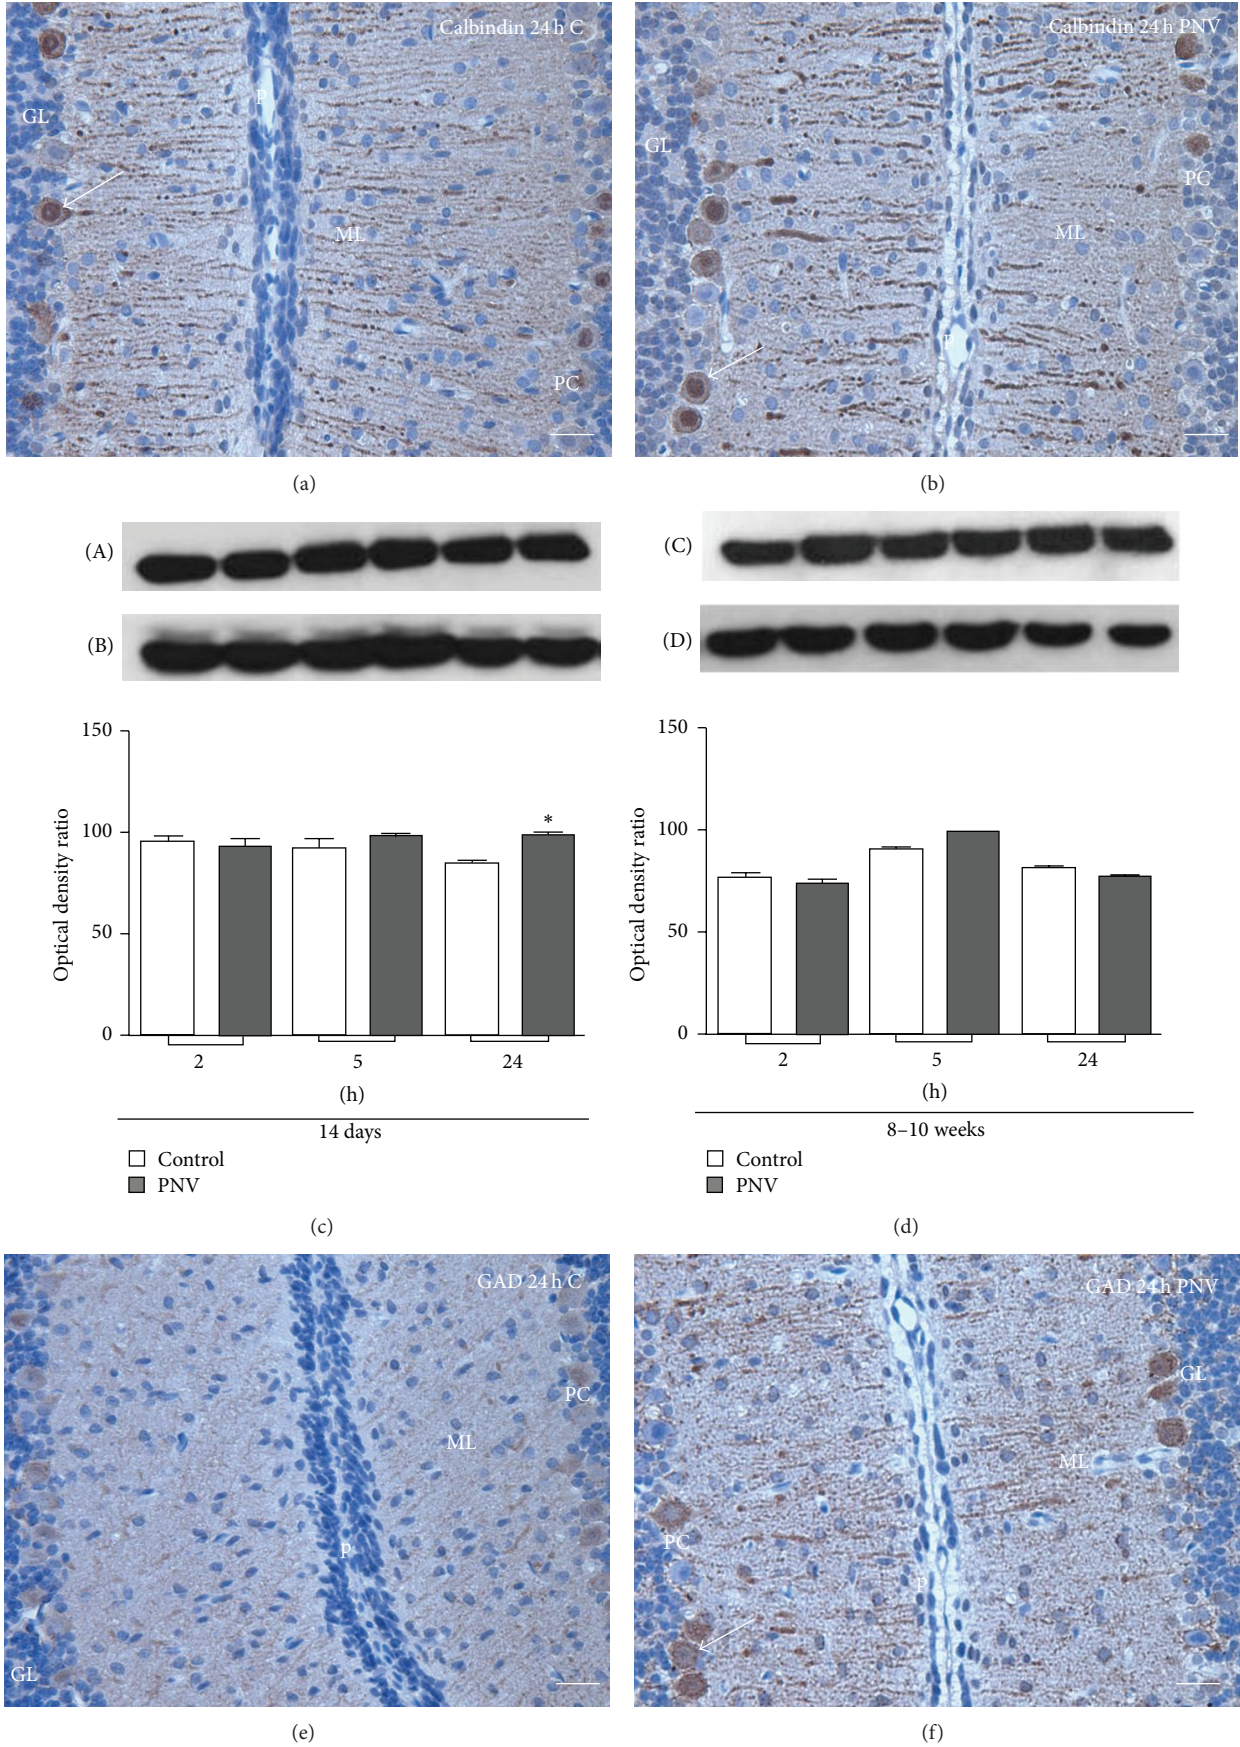 Calbindin 24 h C
p
GL
ML
PC
(a)
Calbindin 24 h PNV
GL
PC
ML
p
(b)
(A)
(B)
(C)
(D)
150
100
50
0
Optical density ratio
*
2
5
24
(h)
14 days
Control
PNV
(c)
150
100
50
0
Optical density ratio
2
5
24
(h)
8–10 weeks
Control
PNV
(d)
GAD 24 h C
PC
ML
p
GL
(e)
GAD 24 h PNV
GL
ML
PC
p
(f)